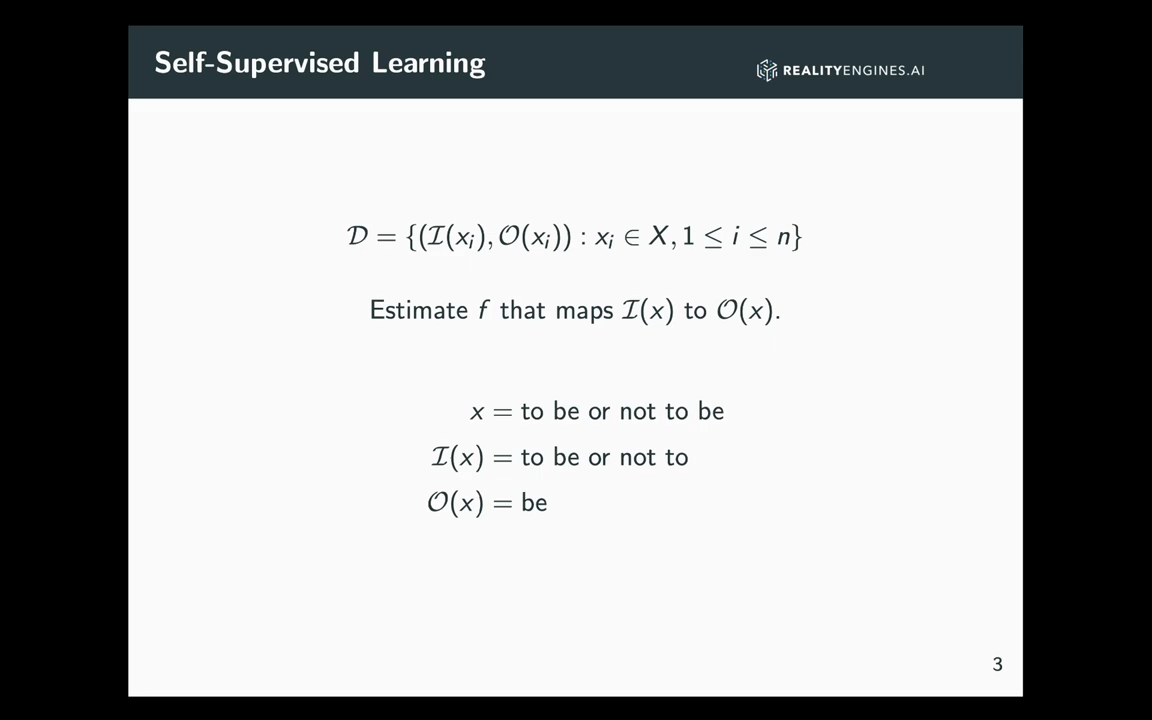 Self-Supervised Learning
REALITYENGINES.AI
𝒟 = {(ℐ(xᵢ), 𝒪(xᵢ)) : xᵢ ∈ X, 1 ≤ i ≤ n}
Estimate f that maps ℐ(x) to 𝒪(x).
x = to be or not to be
ℐ(x) = to be or not to
𝒪(x) = be
3